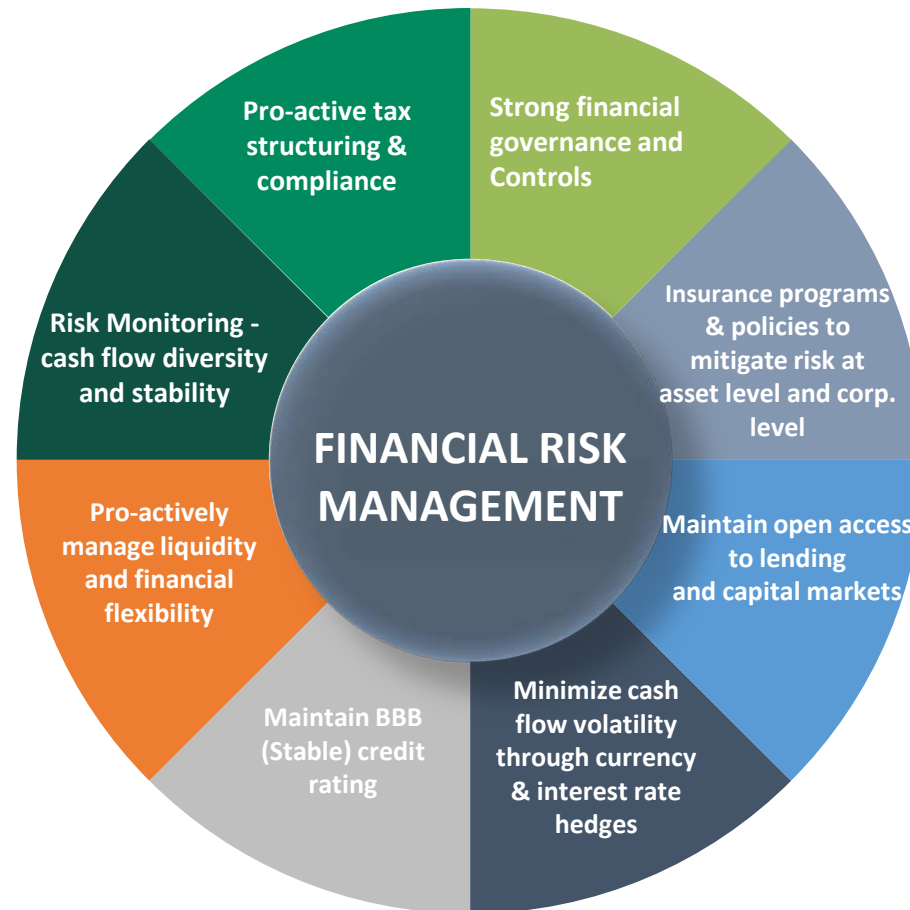 Pro-active tax
structuring &
compliance
Strong financial
governance and
Controls
Insurance programs
& policies to
mitigate risk at
asset level and corp.
level
Maintain open access
to lending
and capital markets
Minimize cash
flow volatility
through currency
& interest rate
hedges
Maintain BBB
(Stable) credit
rating
Pro-actively
manage liquidity
and financial
flexibility
Risk Monitoring -
cash flow diversity
and stability
FINANCIAL RISK
MANAGEMENT